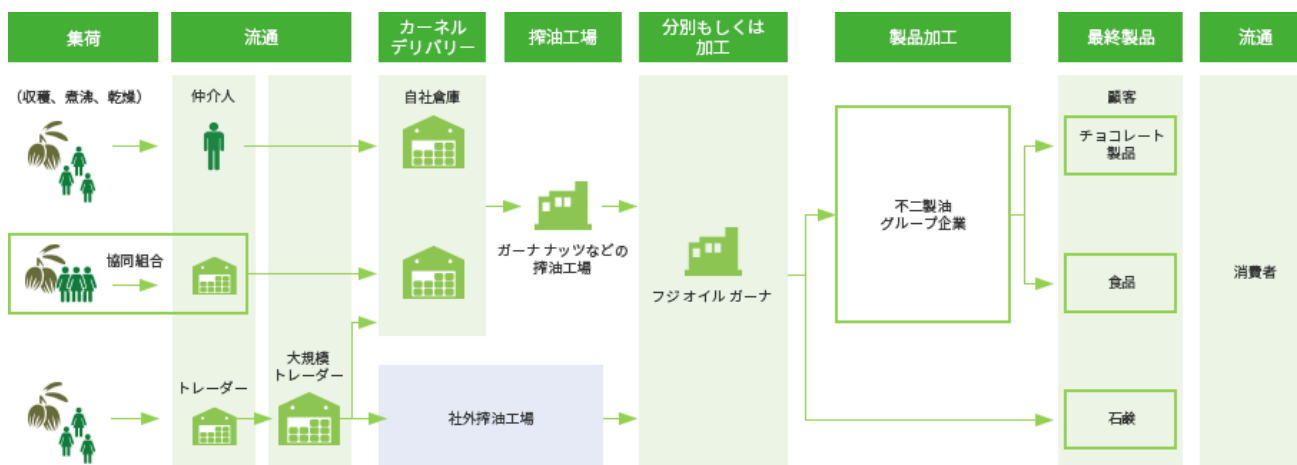 集荷
流通
カーネル
デリバリー
搾油工場
分別もしくは
加工
製品加工
最終製品
流通
（収穫、煮沸、乾燥）
仲介人
自社倉庫
顧客
チョコレート
製品
不二製油
グループ企業
ガーナ ナッツなどの
搾油工場
協同組合
フジ オイル ガーナ
食品
消費者
大規模
トレーダー
トレーダー
社外搾油工場
石鹸